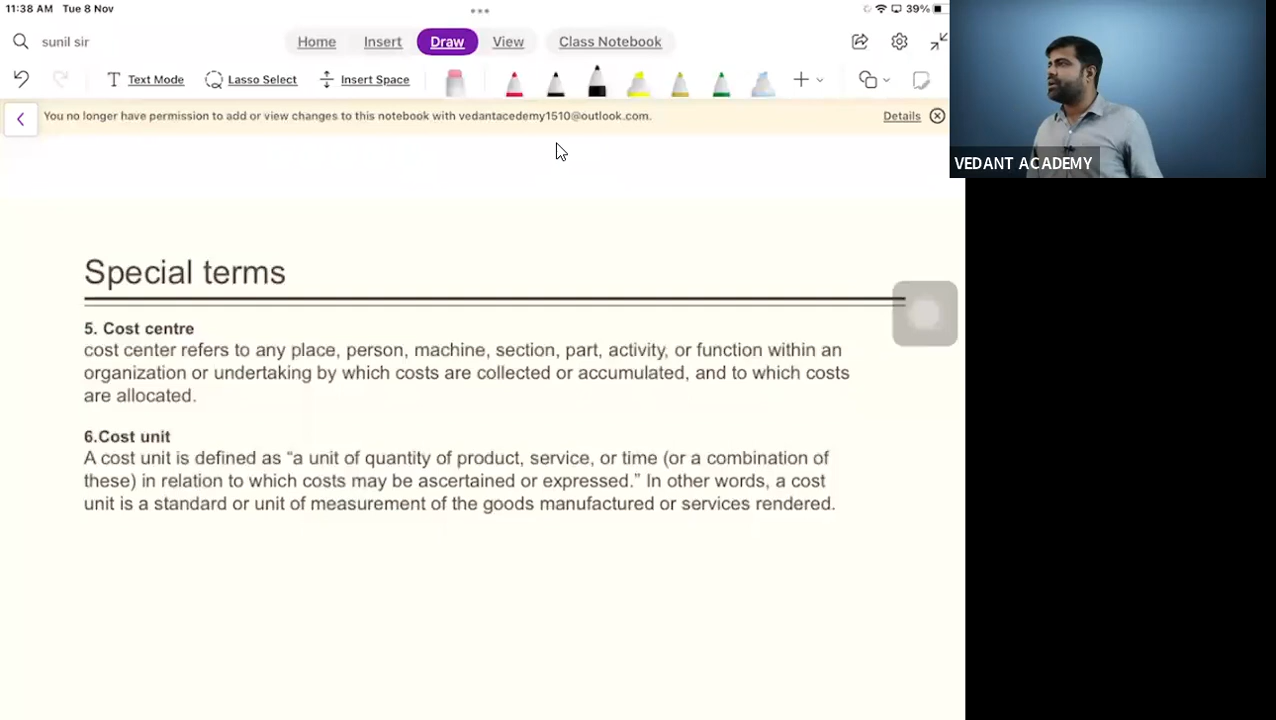 11:38 AM Tue 8 Nov
39%
sunil sir
Home Insert Draw View Class Notebook
Text Mode Lasso Select Insert Space
You no longer have permission to add or view changes to this notebook with vedantacedemy1510@outlook.com.
Details
VEDANT ACADEMY
Special terms
5. Cost centre
cost center refers to any place, person, machine, section, part, activity, or function within an
organization or undertaking by which costs are collected or accumulated, and to which costs
are allocated.
6.Cost unit
A cost unit is defined as “a unit of quantity of product, service, or time (or a combination of
these) in relation to which costs may be ascertained or expressed.” In other words, a cost
unit is a standard or unit of measurement of the goods manufactured or services rendered.